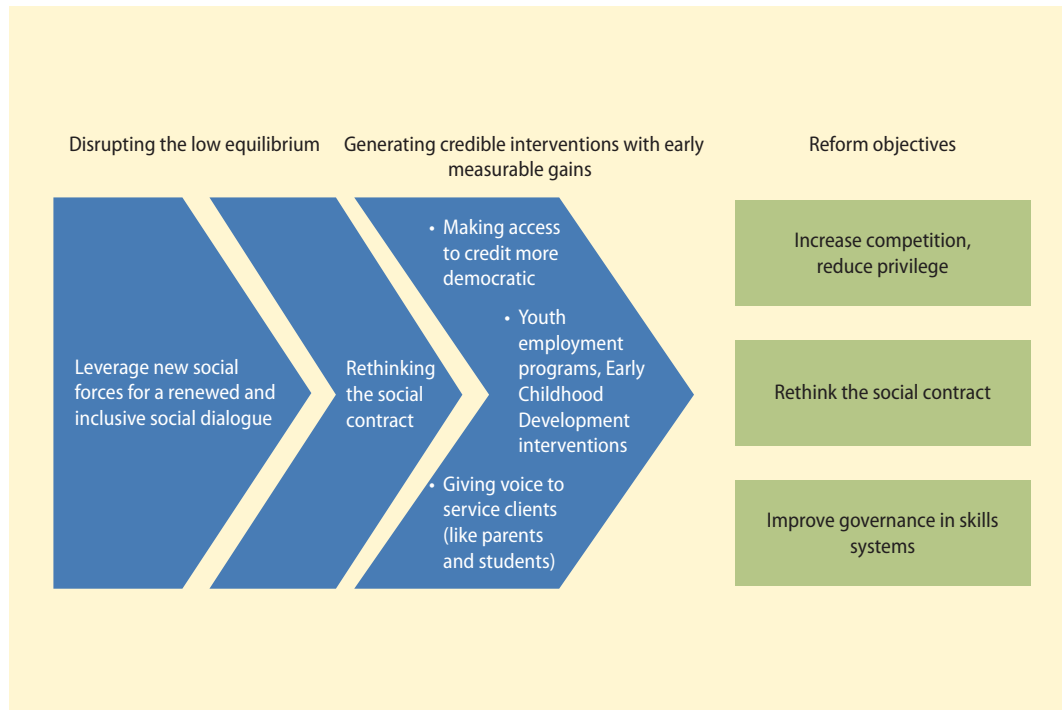 Disrupting the low equilibrium
Generating credible interventions with early
measurable gains
Reform objectives
Leverage new social
forces for a renewed and
inclusive social dialogue
Rethinking
the social
contract
• Making access
to credit more
democratic
• Youth
employment
programs, Early
Childhood
Development
interventions
• Giving voice to
service clients
(like parents
and students)
Increase competition,
reduce privilege
Rethink the social contract
Improve governance in skills
systems